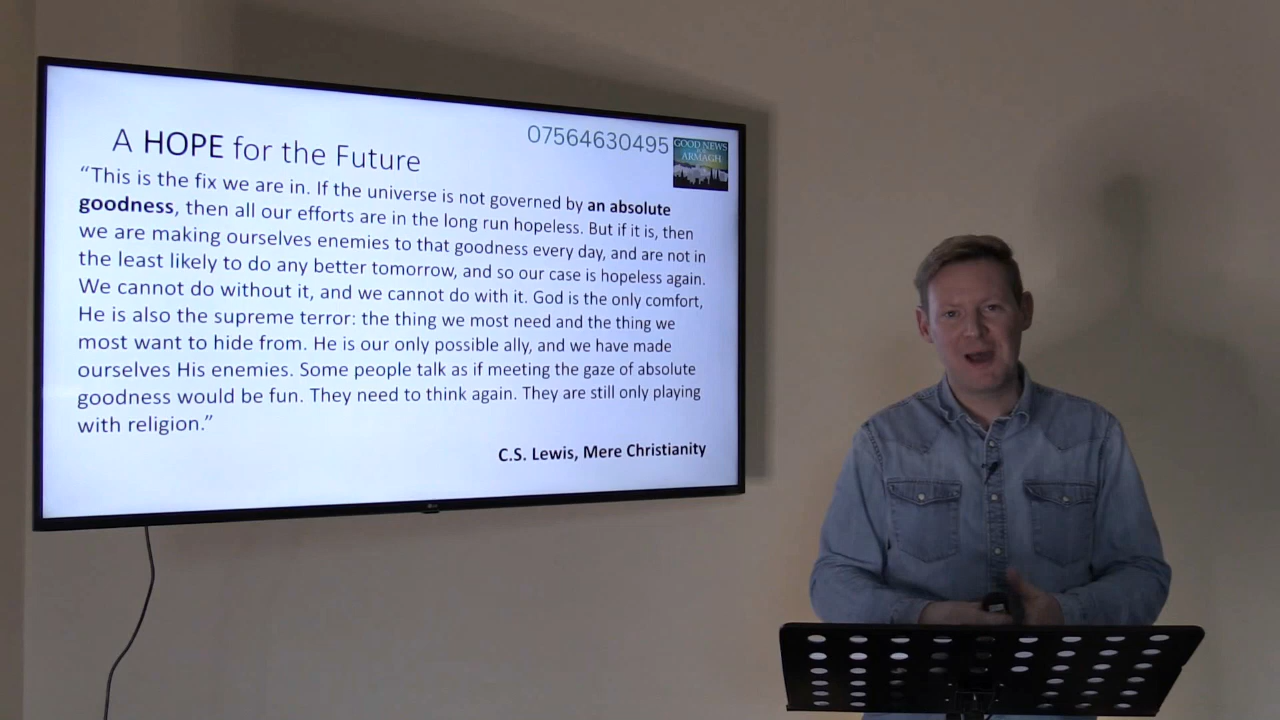 07564630495
GOOD NEWS
ARMAGH
A HOPE for the Future
“This is the fix we are in. If the universe is not governed by an absolute
goodness, then all our efforts are in the long run hopeless. But if it is, then
we are making ourselves enemies to that goodness every day, and are not in
the least likely to do any better tomorrow, and so our case is hopeless again.
We cannot do without it, and we cannot do with it. God is the only comfort,
He is also the supreme terror: the thing we most need and the thing we
most want to hide from. He is our only possible ally, and we have made
ourselves His enemies. Some people talk as if meeting the gaze of absolute
goodness would be fun. They need to think again. They are still only playing
with religion.”
C.S. Lewis, Mere Christianity